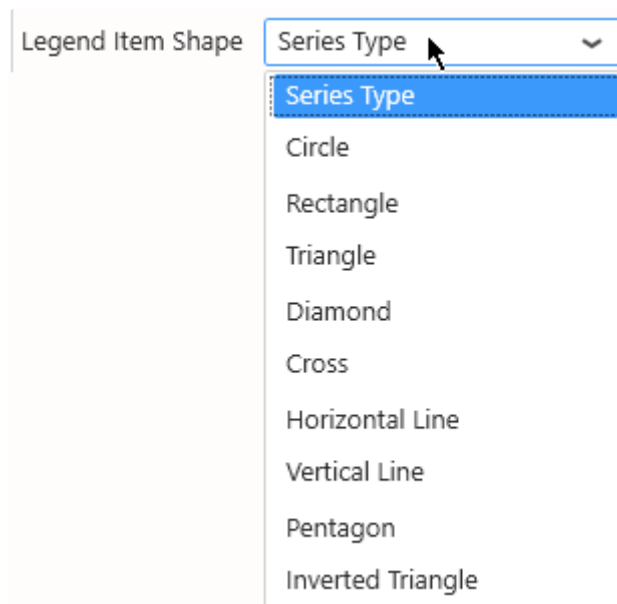 Legend Item Shape Series Type
Series Type
Circle
Rectangle
Triangle
Diamond
Cross
Horizontal Line
Vertical Line
Pentagon
Inverted Triangle